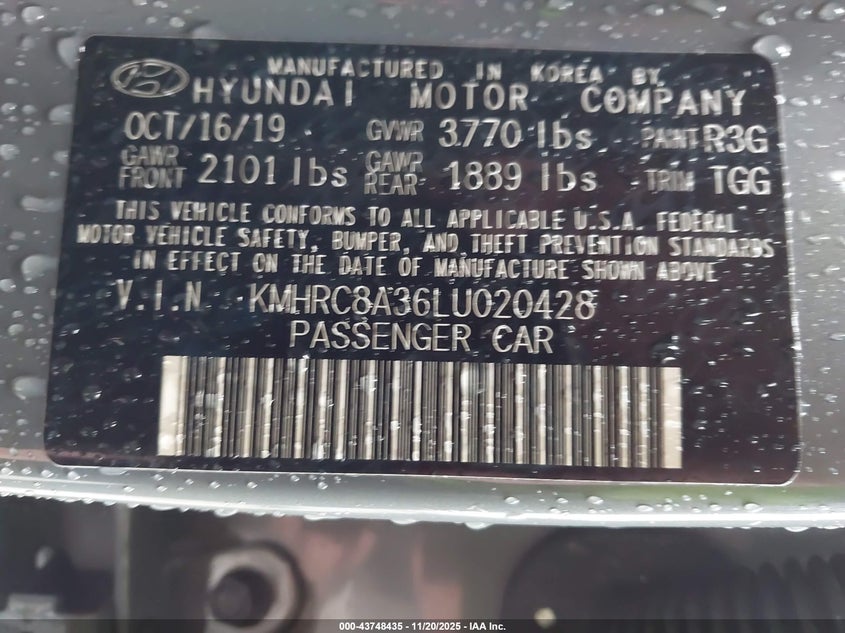 MANUFACTURED IN KOREA BY
HYUNDAI MOTOR COMPANY
OCT/16/19 GVWR 3770 lbs PAINT R3G
GAWR FRONT 2101 lbs GAWR REAR 1889 lbs TRIM TGG
THIS VEHICLE CONFORMS TO ALL APPLICABLE U.S.A. FEDERAL
MOTOR VEHICLE SAFETY, BUMPER, AND THEFT PREVENTION STANDARDS
IN EFFECT ON THE DATE OF MANUFACTURE SHOWN ABOVE
V.I.N KMHRC8A36LU020428
PASSENGER CAR
000-43748435 - 11/20/2025 - IAA Inc.